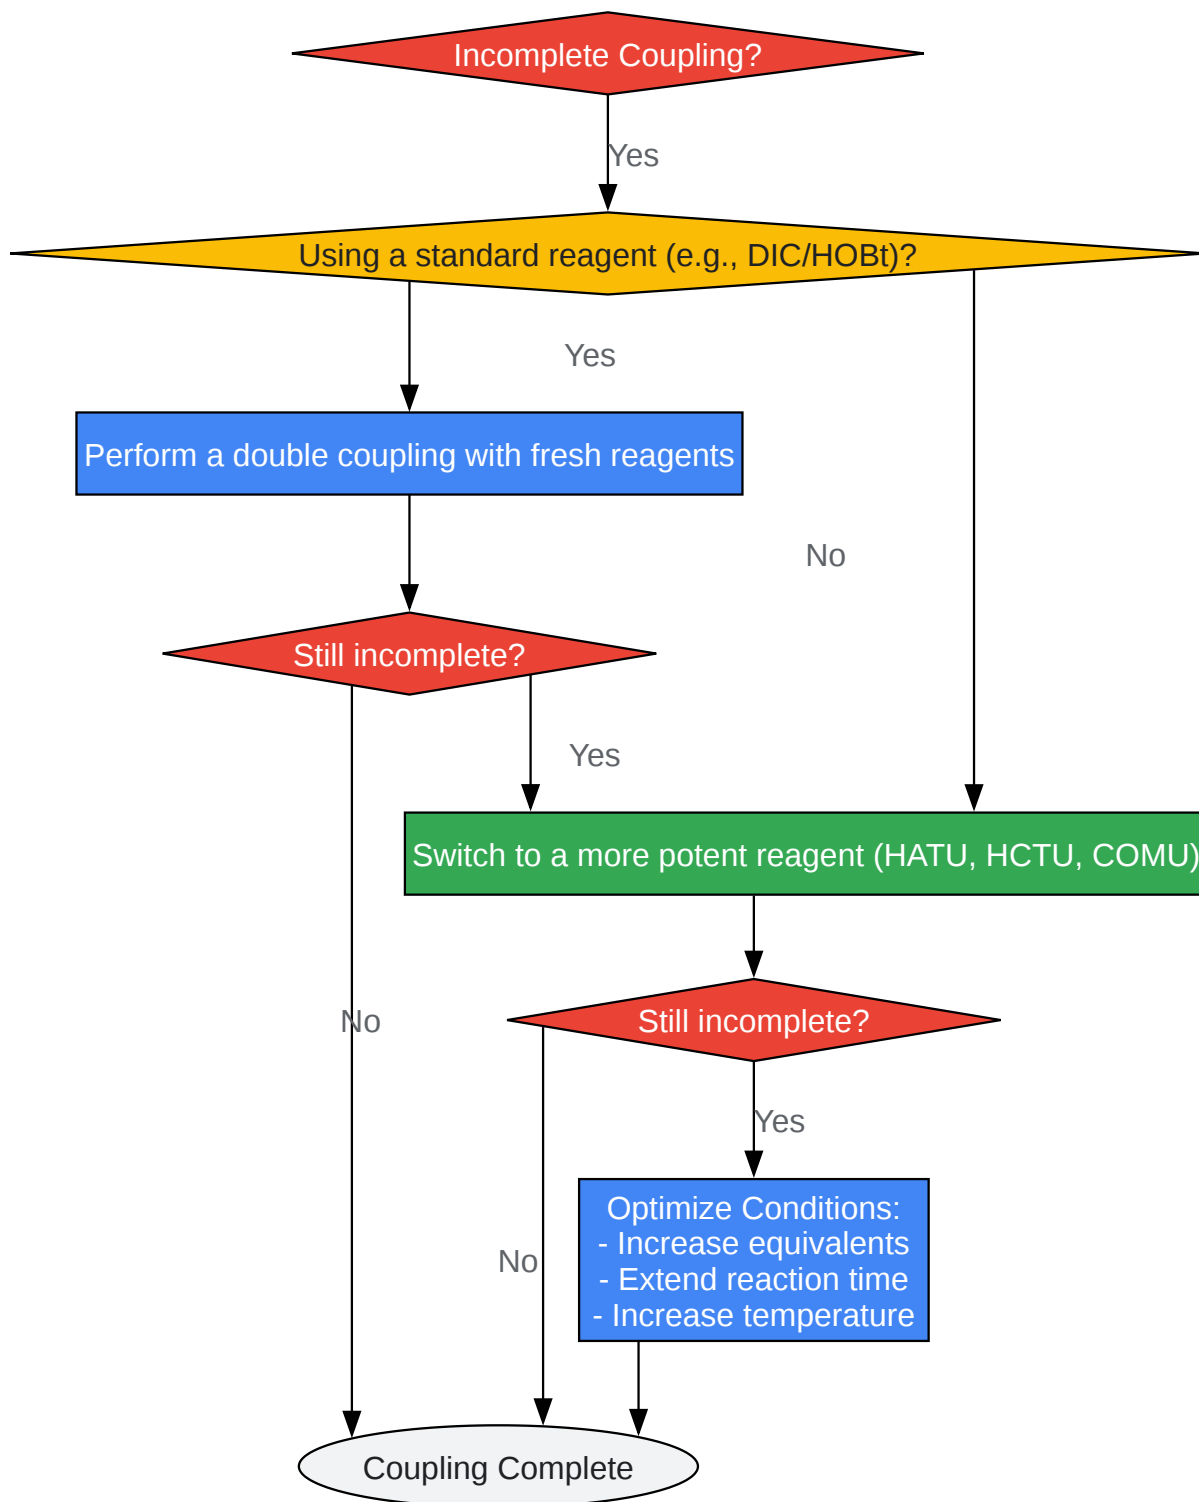 Incomplete Coupling?
Yes
Using a standard reagent (e.g., DIC/HOBt)?
Yes
Perform a double coupling with fresh reagents
No
Still incomplete?
Yes
Switch to a more potent reagent (HATU, HCTU, COMU)
No
Still incomplete?
Yes
Optimize Conditions:
- Increase equivalents
- Extend reaction time
- Increase temperature
No
Coupling Complete